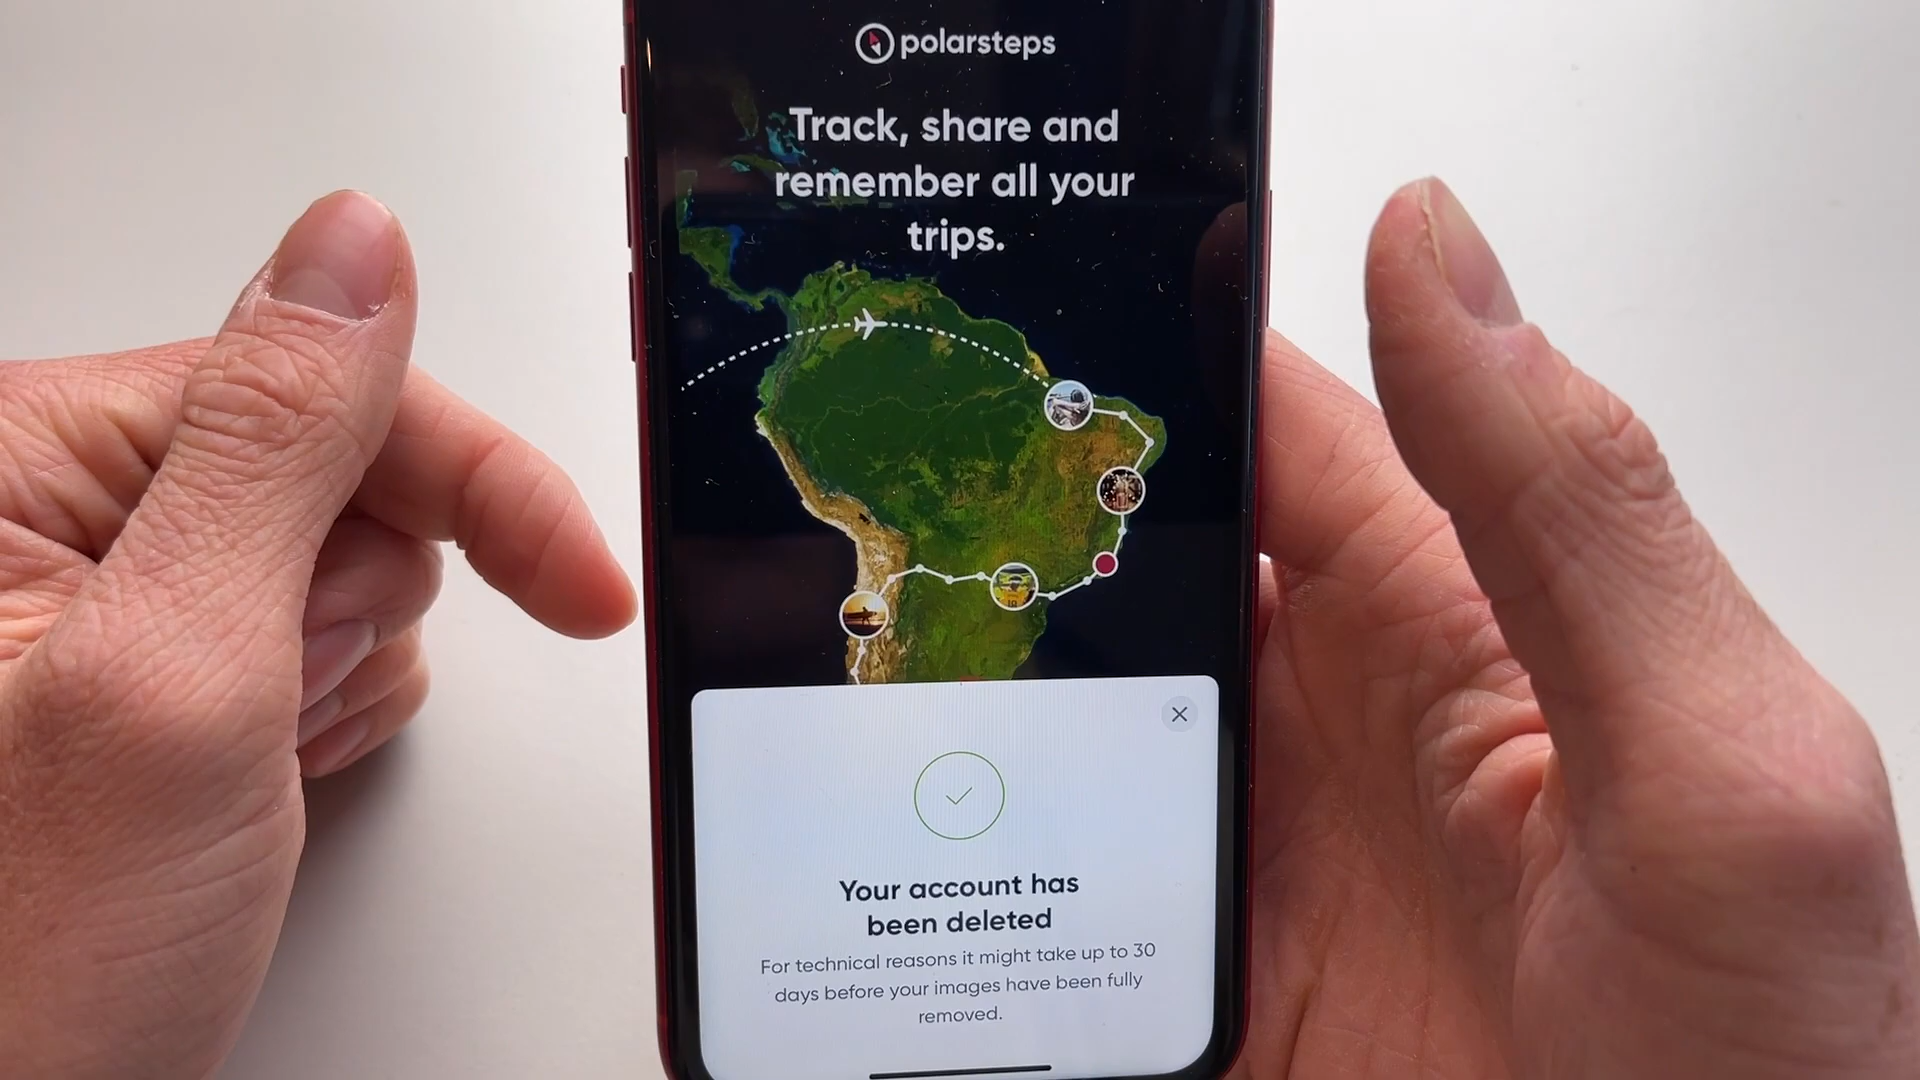 polarsteps
Track, share and
remember all your
trips.
Your account has
been deleted
For technical reasons it might take up to 30
days before your images have been fully
removed.